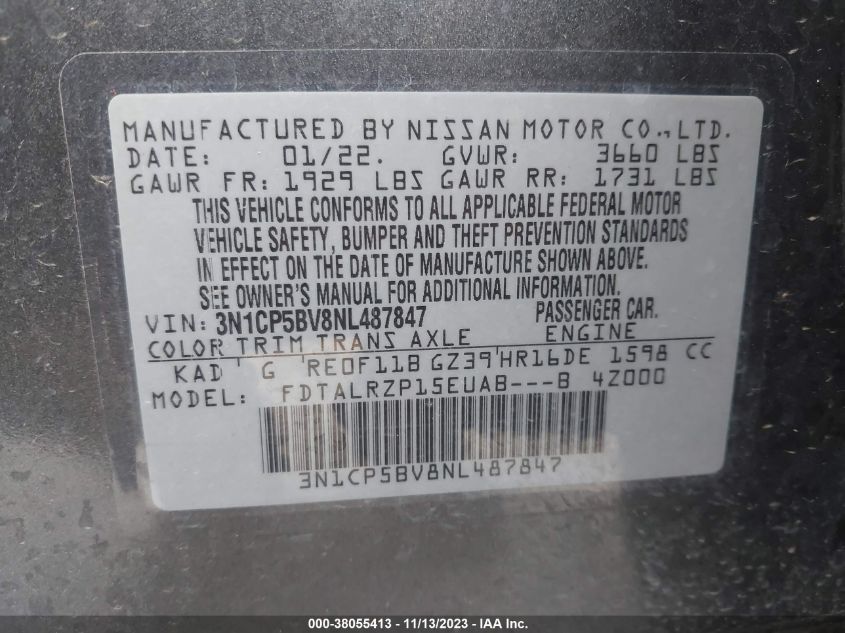 MANUFACTURED BY NISSAN MOTOR CO., LTD.
DATE: 01/22. GVWR: 3660 LBS
GAWR FR: 1929 LBS GAWR RR: 1731 LBS
THIS VEHICLE CONFORMS TO ALL APPLICABLE FEDERAL MOTOR
VEHICLE SAFETY, BUMPER AND THEFT PREVENTION STANDARDS
IN EFFECT ON THE DATE OF MANUFACTURE SHOWN ABOVE.
SEE OWNER'S MANUAL FOR ADDITIONAL INFORMATION.
VIN: 3N1CP5BV8NL487847 PASSENGER CAR.
COLOR TRIM TRANS AXLE ENGINE
KAD G RE0F11B GZ39 HR16DE 1598 CC
MODEL: FDTALRZP15EUAB---B 4Z000
3N1CP5BV8NL487847
000-38055413 - 11/13/2023 - IAA Inc.